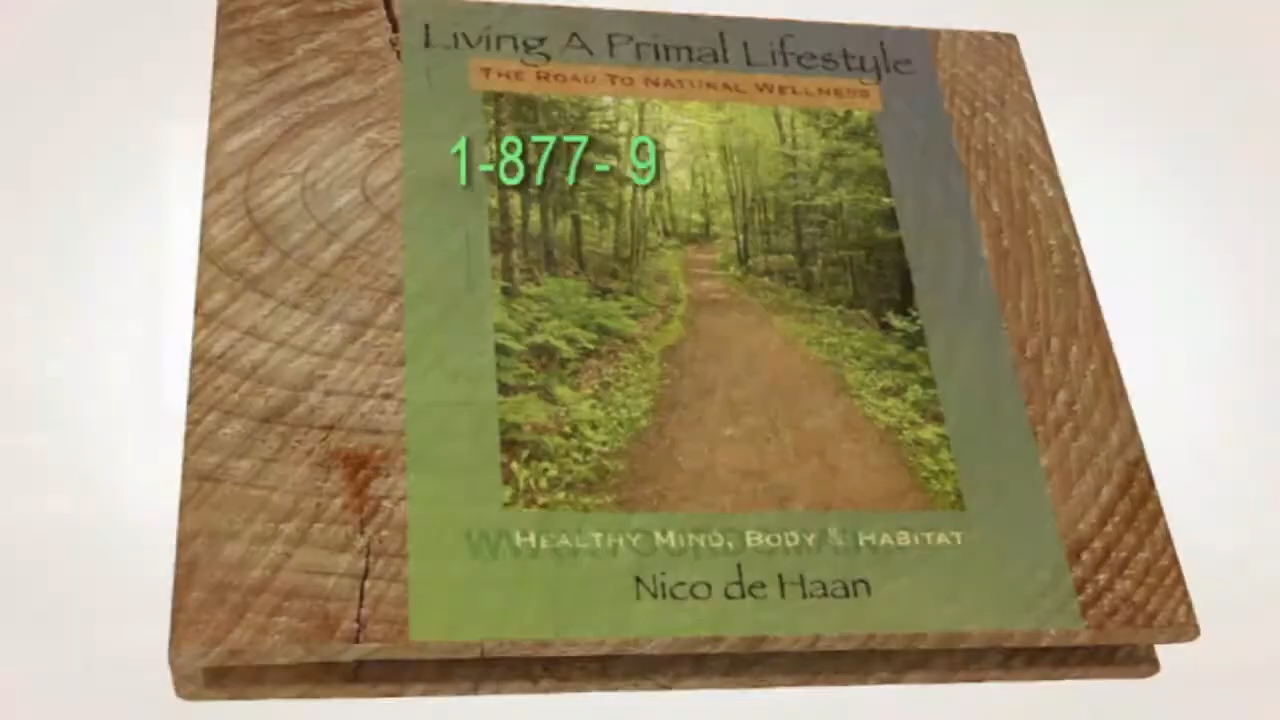 Living A Primal Lifestyle
THE ROAD TO NATURAL WELLNESS
1-877- 9
HEALTHY MIND, BODY & HABITAT
Nico de Haan